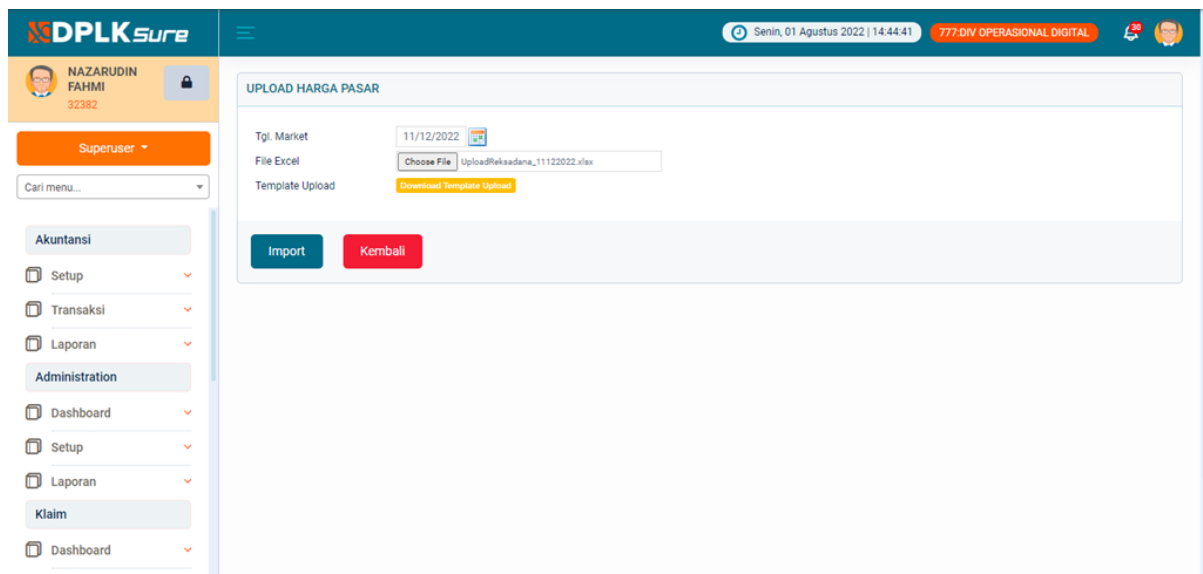 DPLKSure
Senin, 01 Agustus 2022 | 14:44:41
777:DIV OPERASIONAL DIGITAL
30
NAZARUDIN
FAHMI
32382
Superuser
Cari menu...
Akuntansi
Setup
Transaksi
Laporan
Administration
Dashboard
Setup
Laporan
Klaim
Dashboard
UPLOAD HARGA PASAR
Tgl. Market 11/12/2022
File Excel Choose File UploadReksadana_11122022.xlsx
Template Upload Download Template Upload
Import Kembali